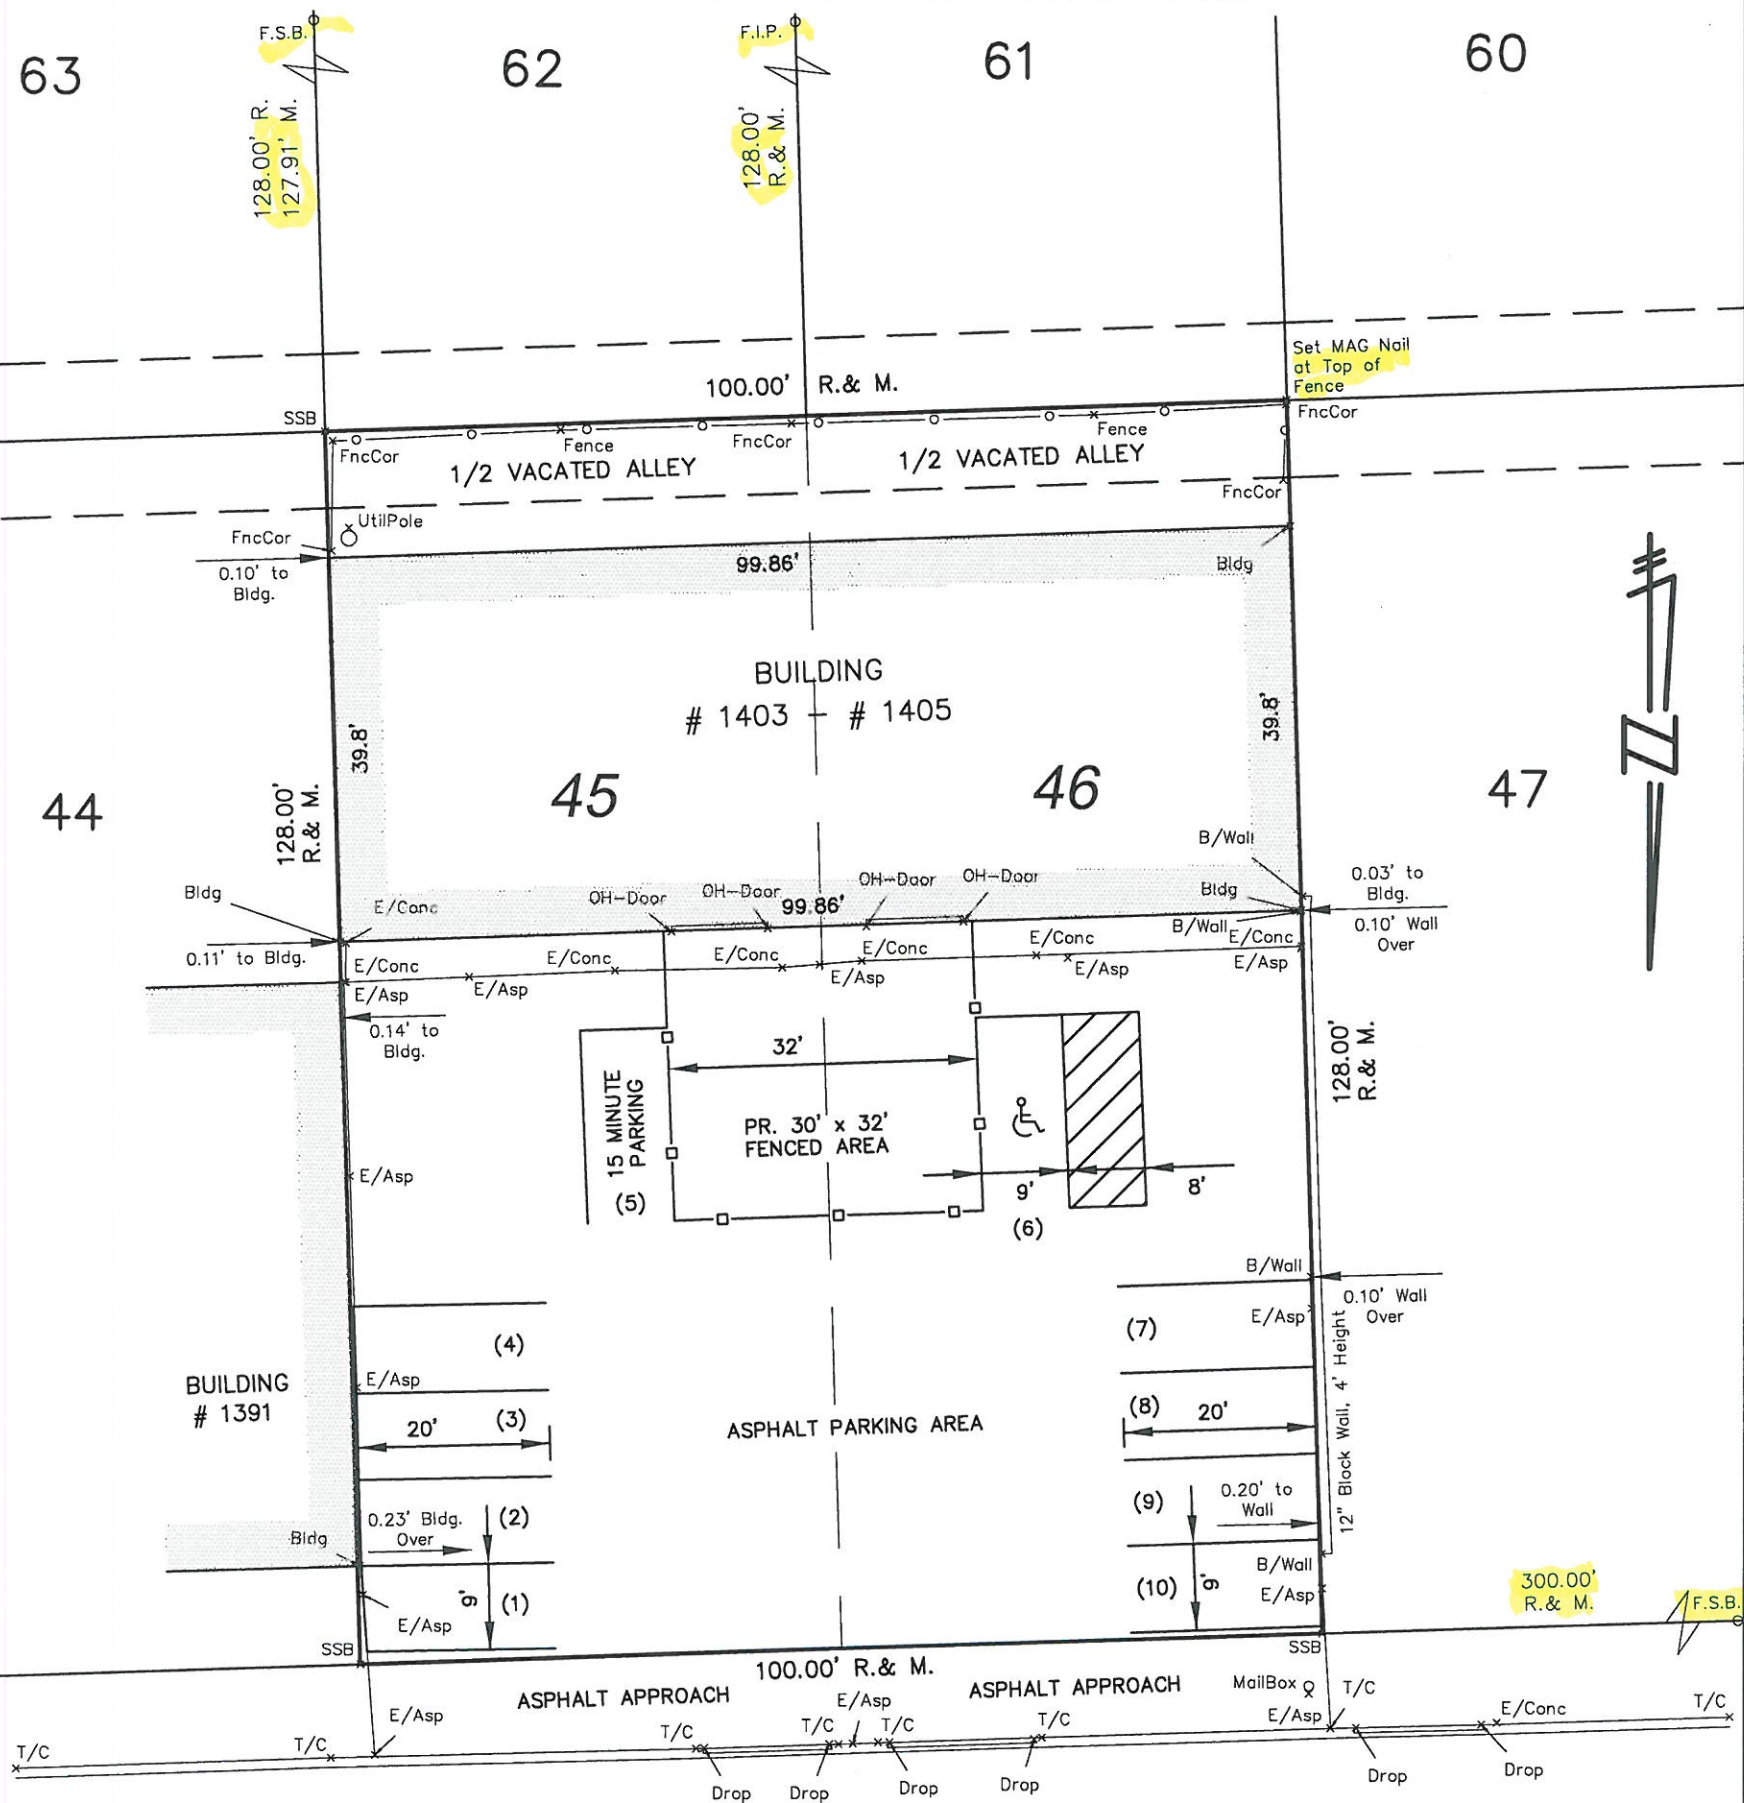 F.S.B.
F.I.P.
63
62
61
60
128.00' R.
127.91' M.
128.00'
R.& M.
Set MAG Nail
at Top of
Fence
100.00' R.& M.
SSB
FncCor
FncCor
Fence
FncCor
Fence
1/2 VACATED ALLEY
1/2 VACATED ALLEY
FncCor
UtilPole
FncCor
0.10' to
Bldg.
99.86'
Bldg
BUILDING
# 1403
# 1405
39.8'
39.8'
45
46
44
47
128.00'
R.& M.
B/Wall
0.03' to
Bldg.
Bldg
E/Conc
OH-Door
OH-Door
OH-Door
OH-Door
99.86'
Bldg
B/Wall
0.10' Wall
Over
0.11' to Bldg.
E/Conc
E/Conc
E/Conc
E/Conc
E/Conc
E/Conc
E/Asp
E/Asp
E/Asp
E/Asp
E/Asp
0.14' to
Bldg.
32'
128.00'
R.& M.
15 MINUTE
PARKING
(5)
PR. 30' x 32'
FENCED AREA
E/Asp
9'
8'
(6)
B/Wall
0.10' Wall
Over
E/Asp
(7)
(4)
12" Black Wall, 4' Height
BUILDING
# 1391
E/Asp
20'
(3)
ASPHALT PARKING AREA
(8)
20'
0.23' Bldg.
Over
(2)
(9)
0.20' to
Wall
Bldg
B/Wall
E/Asp
9'
(1)
(10)
9'
300.00'
R.& M.
F.S.B.
E/Asp
SSB
SSB
100.00' R.& M.
ASPHALT APPROACH
ASPHALT APPROACH
MailBox
E/Asp
E/Asp
E/Asp
T/C
T/C
T/C
T/C
T/C
T/C
T/C
E/Conc
T/C
Drop
Drop
Drop
Drop
Drop
Drop